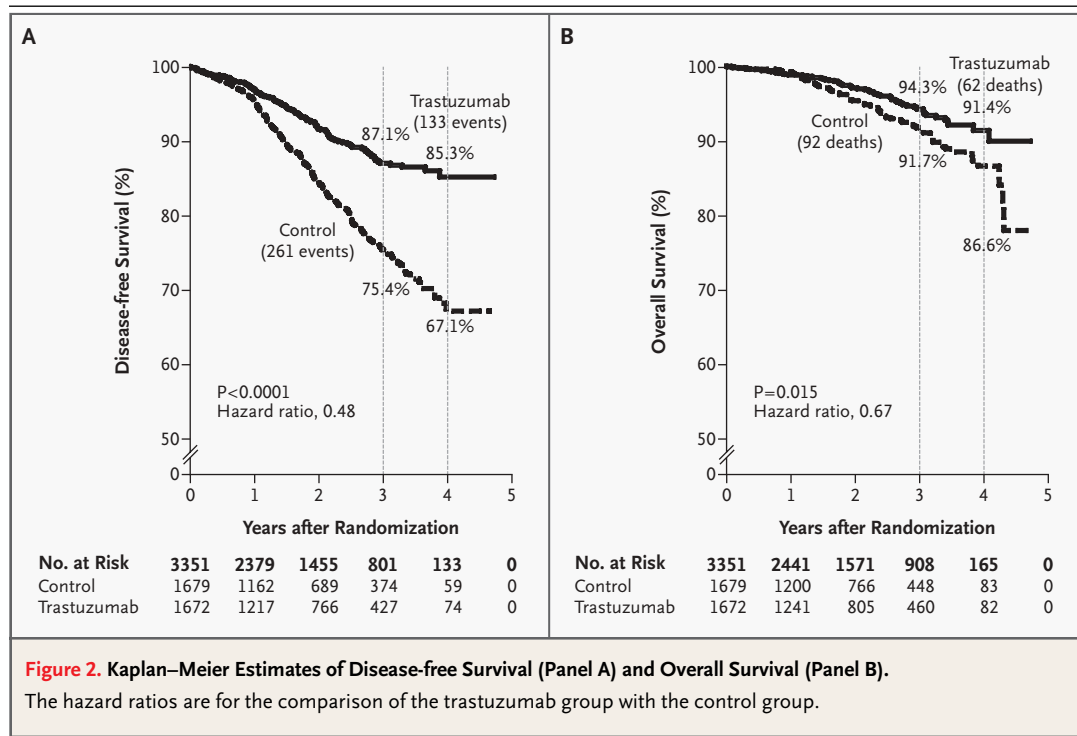 A
100
90
80
70
60
50
0
Disease-free Survival (%)
Trastuzumab
(133 events)
87.1%
85.3%
Control
(261 events)
75.4%
67.1%
P<0.0001
Hazard ratio, 0.48
0 1 2 3 4 5
Years after Randomization
No. at Risk 3351 2379 1455 801 133 0
Control 1679 1162 689 374 59 0
Trastuzumab 1672 1217 766 427 74 0
B
100
90
80
70
60
50
0
Overall Survival (%)
Trastuzumab
(62 deaths)
94.3%
91.4%
Control
(92 deaths)
91.7%
86.6%
P=0.015
Hazard ratio, 0.67
0 1 2 3 4 5
Years after Randomization
No. at Risk 3351 2441 1571 908 165 0
Control 1679 1200 766 448 83 0
Trastuzumab 1672 1241 805 460 82 0
Figure 2. Kaplan–Meier Estimates of Disease-free Survival (Panel A) and Overall Survival (Panel B).
The hazard ratios are for the comparison of the trastuzumab group with the control group.